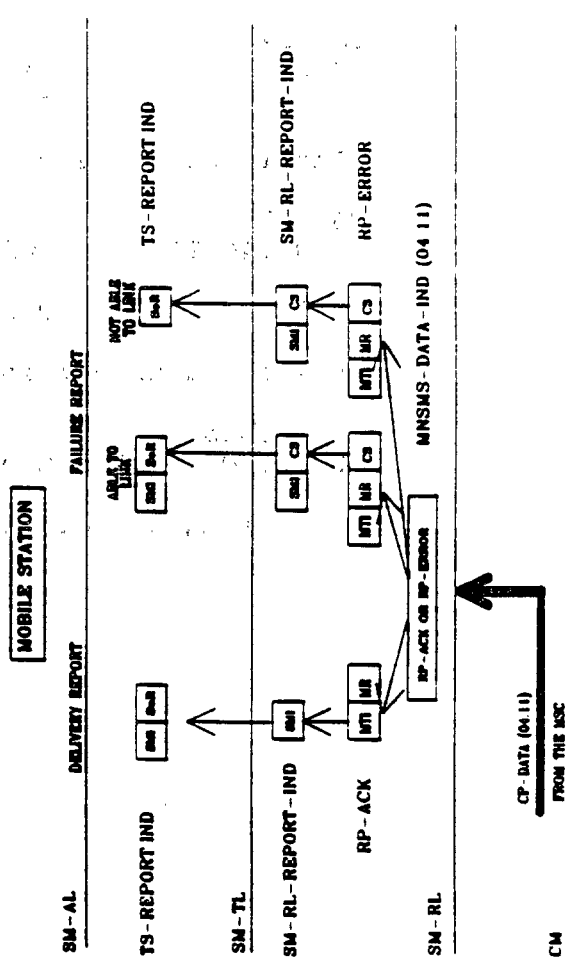 MOBILE STATION
SM-AL
DELIVERY REPORT
FAILURE REPORT
ABLE TO LINK
NOT ABLE TO LINK
TS-REPORT IND
SMI SoR
SMI SoR
SoR
TS-REPORT IND
SM-TL
SM-RL-REPORT-IND
SMI
SMI CS
SMI CS
SM-RL-REPORT-IND
RP-ACK
MTI MR
MTI MR CS
MTI MR CS
RP-ERROR
RP-ACK OR RP-ERROR
MNSMS-DATA-IND (04 11)
SM-RL
CP-DATA (04.11)
FROM THE MSC
CM